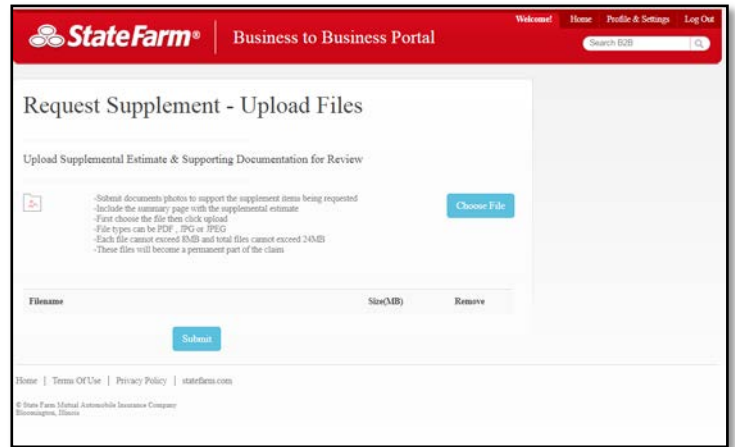 Welcome! Home Profile & Settings Log Out
StateFarm® Business to Business Portal
Search B2B
Request Supplement - Upload Files
Upload Supplemental Estimate & Supporting Documentation for Review
-Submit documents photos to support the supplement items being requested
-Include the summary page with the supplemental estimate
-First choose the file then click upload
-File types can be PDF , JPG or JPEG
-Each file cannot exceed 8MB and total files cannot exceed 24MB
-These files will become a permanent part of the claim
Choose File
Filename Size(MB) Remove
Submit
Home | Terms Of Use | Privacy Policy | statefarm.com
© State Farm Mutual Automobile Insurance Company
Bloomington, Illinois